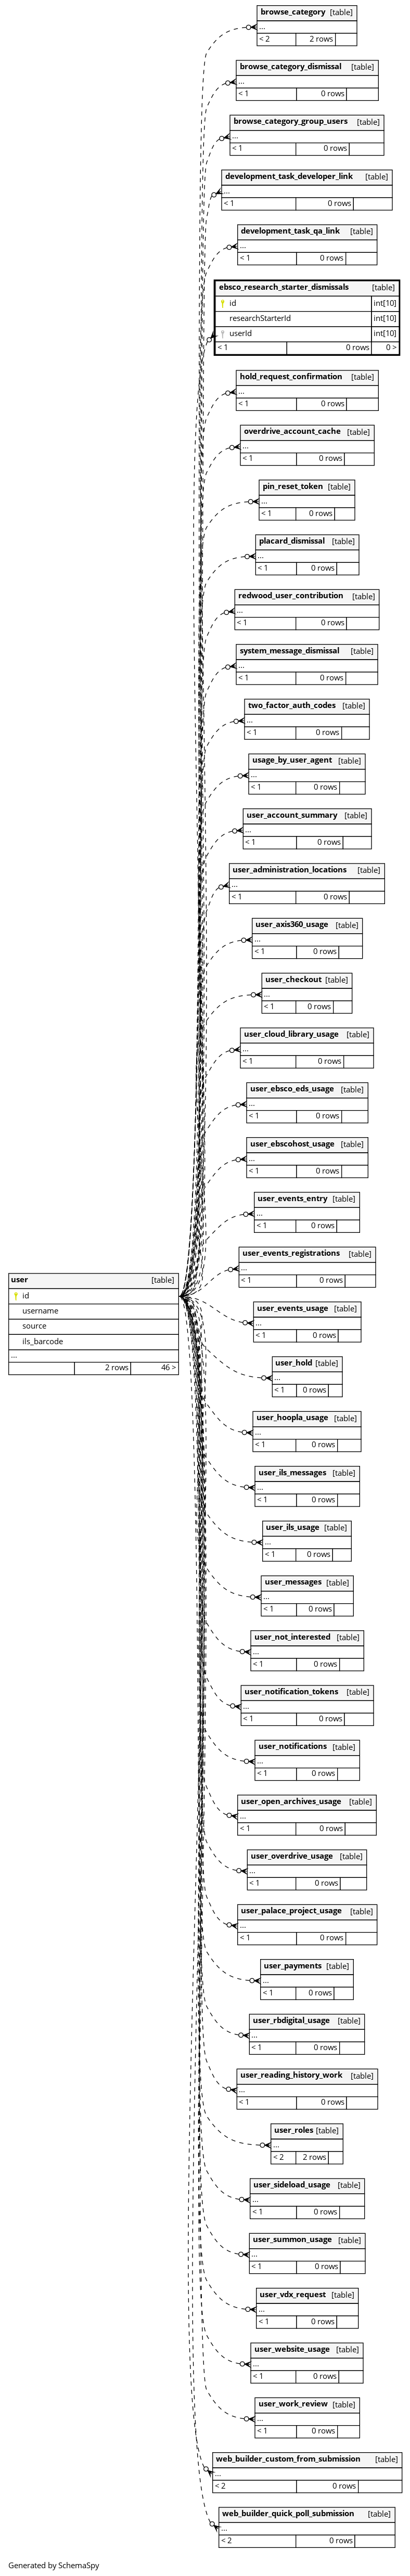 browse_category [table]
...
< 2 2 rows
browse_category_dismissal [table]
...
< 1 0 rows
browse_category_group_users [table]
...
< 1 0 rows
development_task_developer_link [table]
...
< 1 0 rows
development_task_qa_link [table]
...
< 1 0 rows
ebsco_research_starter_dismissals [table]
id int[10]
researchStarterId int[10]
userId int[10]
< 1 0 rows 0 >
hold_request_confirmation [table]
...
< 1 0 rows
overdrive_account_cache [table]
...
< 1 0 rows
pin_reset_token [table]
...
< 1 0 rows
placard_dismissal [table]
...
< 1 0 rows
redwood_user_contribution [table]
...
< 1 0 rows
system_message_dismissal [table]
...
< 1 0 rows
two_factor_auth_codes [table]
...
< 1 0 rows
usage_by_user_agent [table]
...
< 1 0 rows
user_account_summary [table]
...
< 1 0 rows
user_administration_locations [table]
...
< 1 0 rows
user_axis360_usage [table]
...
< 1 0 rows
user_checkout [table]
...
< 1 0 rows
user_cloud_library_usage [table]
...
< 1 0 rows
user_ebsco_eds_usage [table]
...
< 1 0 rows
user_ebscohost_usage [table]
...
< 1 0 rows
user_events_entry [table]
...
< 1 0 rows
user_events_registrations [table]
...
< 1 0 rows
user [table]
id
username
source
ils_barcode
...
2 rows 46 >
user_events_usage [table]
...
< 1 0 rows
user_hold [table]
...
< 1 0 rows
user_hoopla_usage [table]
...
< 1 0 rows
user_ils_messages [table]
...
< 1 0 rows
user_ils_usage [table]
...
< 1 0 rows
user_messages [table]
...
< 1 0 rows
user_not_interested [table]
...
< 1 0 rows
user_notification_tokens [table]
...
< 1 0 rows
user_notifications [table]
...
< 1 0 rows
user_open_archives_usage [table]
...
< 1 0 rows
user_overdrive_usage [table]
...
< 1 0 rows
user_palace_project_usage [table]
...
< 1 0 rows
user_payments [table]
...
< 1 0 rows
user_rbdigital_usage [table]
...
< 1 0 rows
user_reading_history_work [table]
...
< 1 0 rows
user_roles [table]
...
< 2 2 rows
user_sideload_usage [table]
...
< 1 0 rows
user_summon_usage [table]
...
< 1 0 rows
user_vdx_request [table]
...
< 1 0 rows
user_website_usage [table]
...
< 1 0 rows
user_work_review [table]
...
< 1 0 rows
web_builder_custom_from_submission [table]
...
< 2 0 rows
web_builder_quick_poll_submission [table]
...
< 2 0 rows
Generated by SchemaSpy